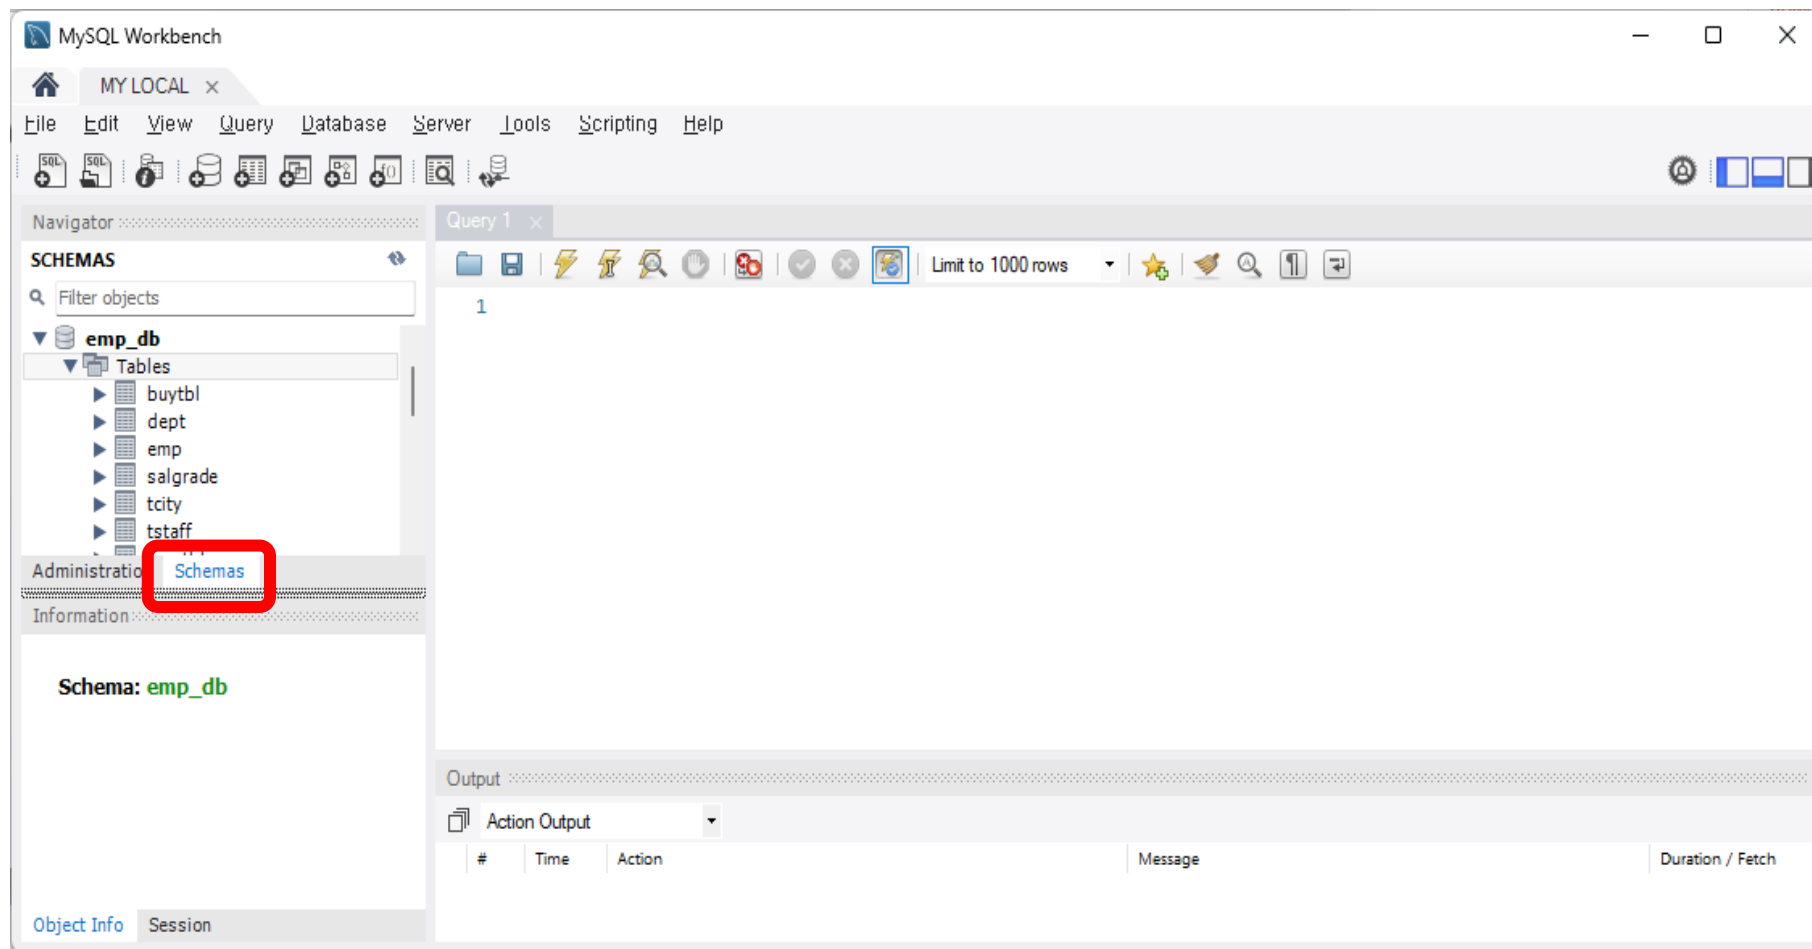 MySQL Workbench
MY LOCAL
File Edit View Query Database Server Tools Scripting Help
Navigator
Query 1
SCHEMAS
Limit to 1000 rows
Filter objects
1
emp_db
Tables
buytbl
dept
emp
salgrade
tcity
tstaff
Administratio
Schemas
Information
Schema: emp_db
Output
Action Output
# Time Action Message Duration / Fetch
Object Info Session